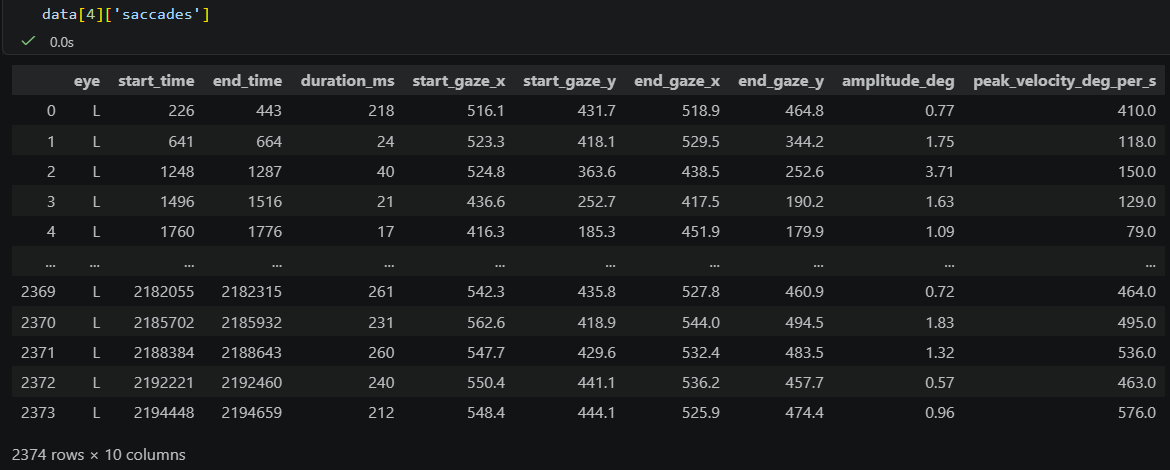 data[4]['saccades']
0.0s
eye start_time end_time duration_ms start_gaze_x start_gaze_y end_gaze_x end_gaze_y amplitude_deg peak_velocity_deg_per_s
0 L 226 443 218 516.1 431.7 518.9 464.8 0.77 410.0
1 L 641 664 24 523.3 418.1 529.5 344.2 1.75 118.0
2 L 1248 1287 40 524.8 363.6 438.5 252.6 3.71 150.0
3 L 1496 1516 21 436.6 252.7 417.5 190.2 1.63 129.0
4 L 1760 1776 17 416.3 185.3 451.9 179.9 1.09 79.0
... ... ... ... ... ... ... ... ... ... ...
2369 L 2182055 2182315 261 542.3 435.8 527.8 460.9 0.72 464.0
2370 L 2185702 2185932 231 562.6 418.9 544.0 494.5 1.83 495.0
2371 L 2188384 2188643 260 547.7 429.6 532.4 483.5 1.32 536.0
2372 L 2192221 2192460 240 550.4 441.1 536.2 457.7 0.57 463.0
2373 L 2194448 2194659 212 548.4 444.1 525.9 474.4 0.96 576.0
2374 rows × 10 columns